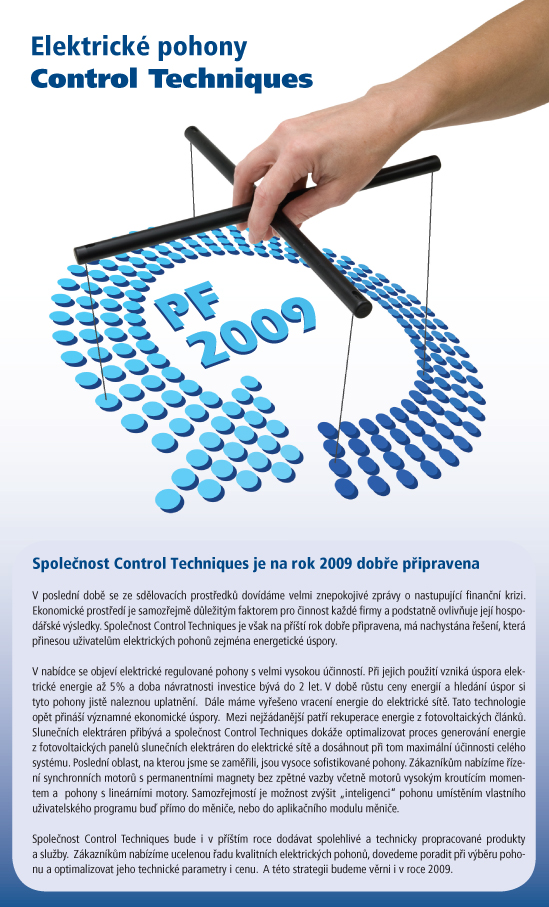 Elektrické pohony
Control Techniques
PF
2009
Společnost Control Techniques je na rok 2009 dobře připravena
V poslední době se ze sdělovacích prostředků dovídáme velmi znepokojivé zprávy o nastupující finanční krizi.
Ekonomické prostředí je samozřejmě důležitým faktorem pro činnost každé firmy a podstatně ovlivňuje její hospo-
dářské výsledky. Společnost Control Techniques je však na příští rok dobře připravena, má nachystána řešení, která
přinesou uživatelům elektrických pohonů zejména energetické úspory.
V nabídce se objeví elektrické regulované pohony s velmi vysokou účinností. Při jejich použití vzniká úspora elek-
trické energie až 5% a doba návratnosti investice bývá do 2 let. V době růstu ceny energií a hledání úspor si
tyto pohony jistě naleznou uplatnění. Dále máme vyřešeno vracení energie do elektrické sítě. Tato technologie
opět přináší významné ekonomické úspory. Mezi nejžádanější patří rekuperace energie z fotovoltaických článků.
Slunečních elektráren přibývá a společnost Control Techniques dokáže optimalizovat proces generování energie
z fotovoltaických panelů slunečních elektráren do elektrické sítě a dosáhnout při tom maximální účinnosti celého
systému. Poslední oblast, na kterou jsme se zaměřili, jsou vysoce sofistikované pohony. Zákazníkům nabízíme říze-
ní synchronních motorů s permanentními magnety bez zpětné vazby včetně motorů vysokým kroutícím momen-
tem a pohony s lineárními motory. Samozřejmostí je možnost zvýšit „inteligenci“ pohonu umístěním vlastního
uživatelského programu buď přímo do měniče, nebo do aplikačního modulu měniče.
Společnost Control Techniques bude i v příštím roce dodávat spolehlivé a technicky propracované produkty
a služby. Zákazníkům nabízíme ucelenou řadu kvalitních elektrických pohonů, dovedeme poradit při výběru poho-
nu a optimalizovat jeho technické parametry i cenu. A této strategii budeme věrni i v roce 2009.